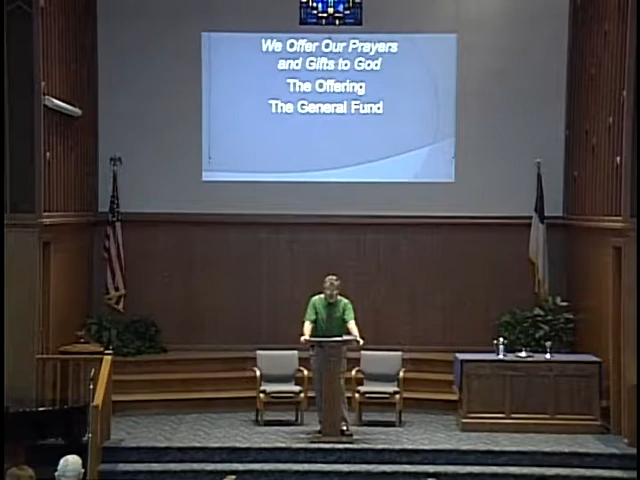 We Offer Our Prayers
and Gifts to God
The Offering
The General Fund